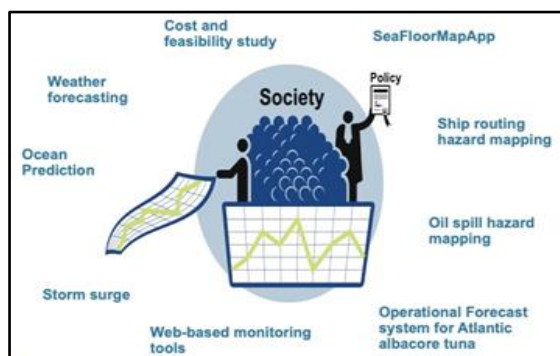 Cost and
feasibility study
SeaFloorMapApp
Weather
forecasting
Policy
Society
Ship routing
hazard mapping
Ocean
Prediction
Oil spill hazard
mapping
Storm surge
Web-based monitoring
tools
Operational Forecast
system for Atlantic
albacore tuna